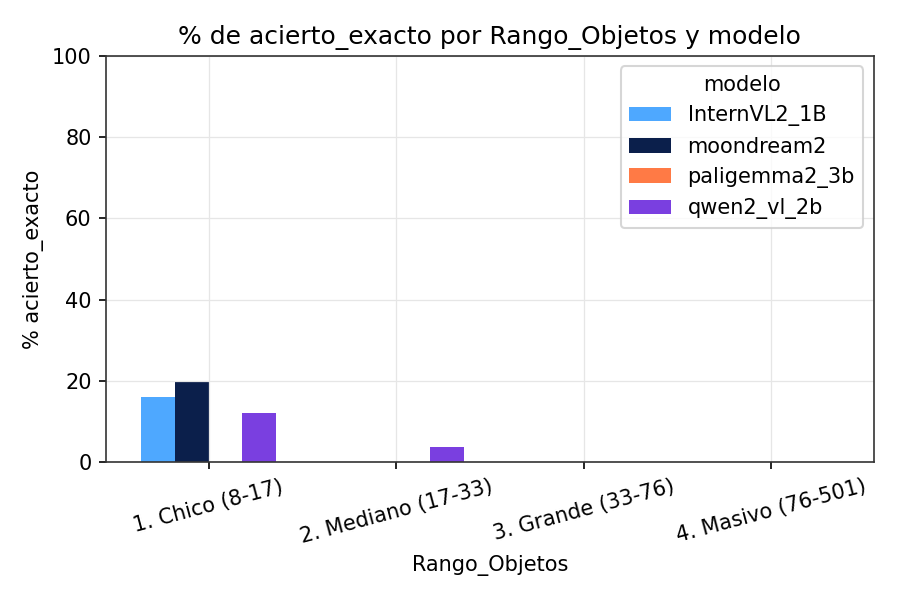 % de acierto_exacto por Rango_Objetos y modelo
100
80
60
40
20
0
% acierto_exacto
modelo
InternVL2_1B
moondream2
paligemma2_3b
qwen2_vl_2b
1. Chico (8-17)
2. Mediano (17-33)
3. Grande (33-76)
4. Masivo (76-501)
Rango_Objetos